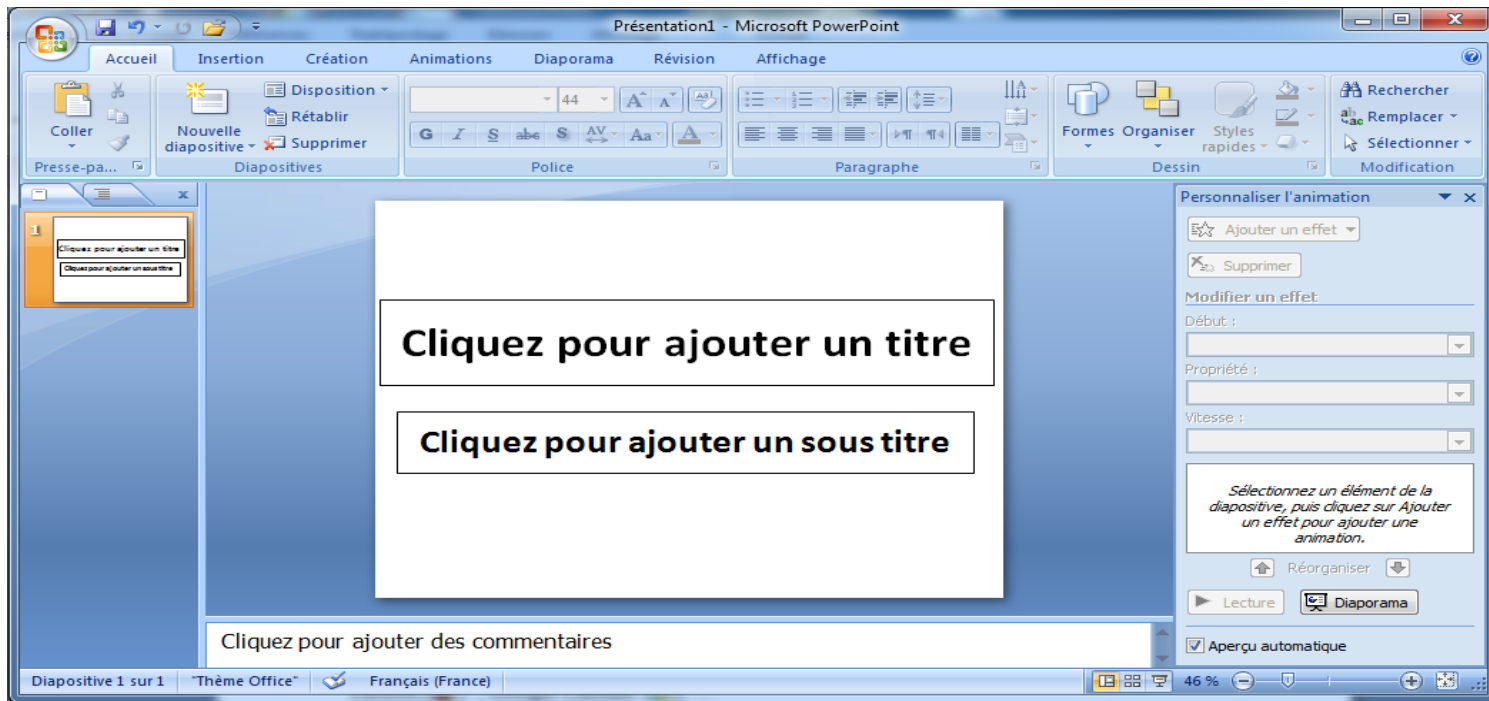 Présentation1 - Microsoft PowerPoint
Accueil Insertion Création Animations Diaporama Révision Affichage
Coller
Presse-pa...
Nouvelle diapositive
Disposition
Rétablir
Supprimer
Diapositives
44
G I S abc S AV Aa A
Police
Paragraphe
Formes Organiser Styles rapides
Dessin
Rechercher
Remplacer
Sélectionner
Modification
1
Cliquez pour ajouter un titre
Cliquez pour ajouter un sous titre
Cliquez pour ajouter un titre
Cliquez pour ajouter un sous titre
Cliquez pour ajouter des commentaires
Personnaliser l'animation
Ajouter un effet
Supprimer
Modifier un effet
Début :
Propriété :
Vitesse :
Sélectionnez un élément de la
diapositive, puis cliquez sur Ajouter
un effet pour ajouter une
animation.
Réorganiser
Lecture Diaporama
Aperçu automatique
Diapositive 1 sur 1 "Thème Office" Français (France) 46 %